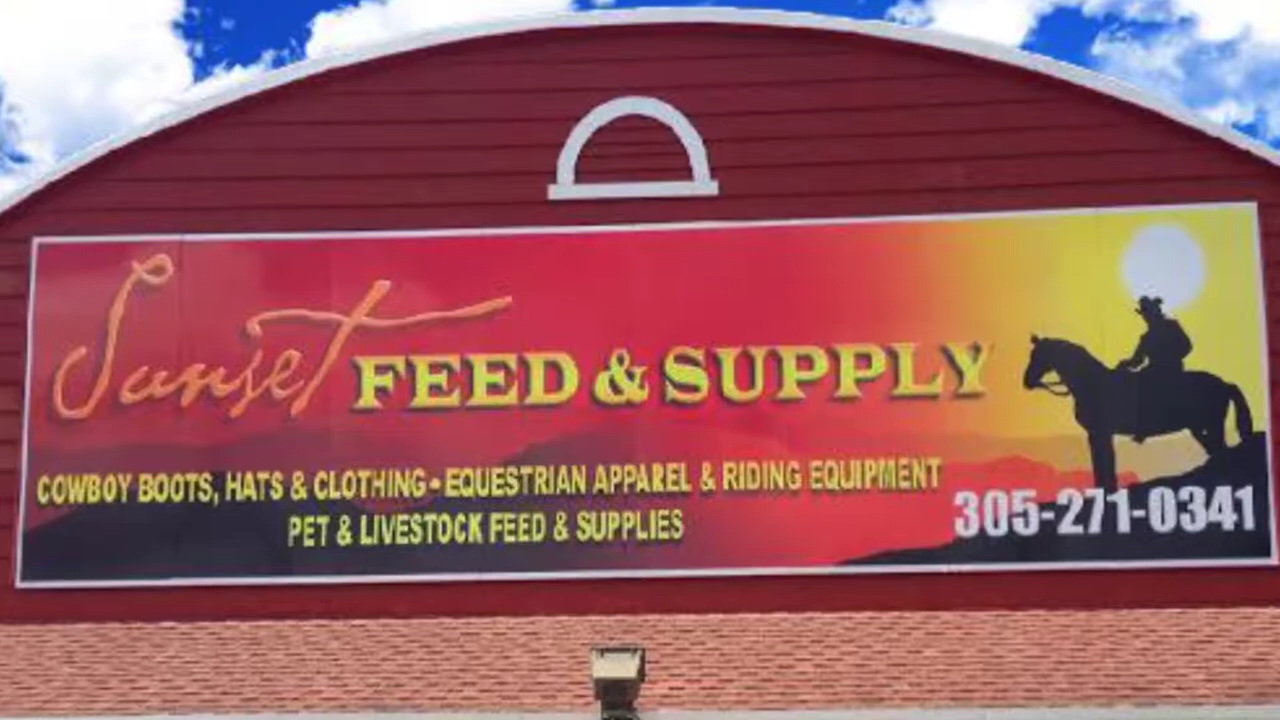 Sunset FEED & SUPPLY
COWBOY BOOTS, HATS & CLOTHING • EQUESTRIAN APPAREL & RIDING EQUIPMENT
PET & LIVESTOCK FEED & SUPPLIES
305-271-0341